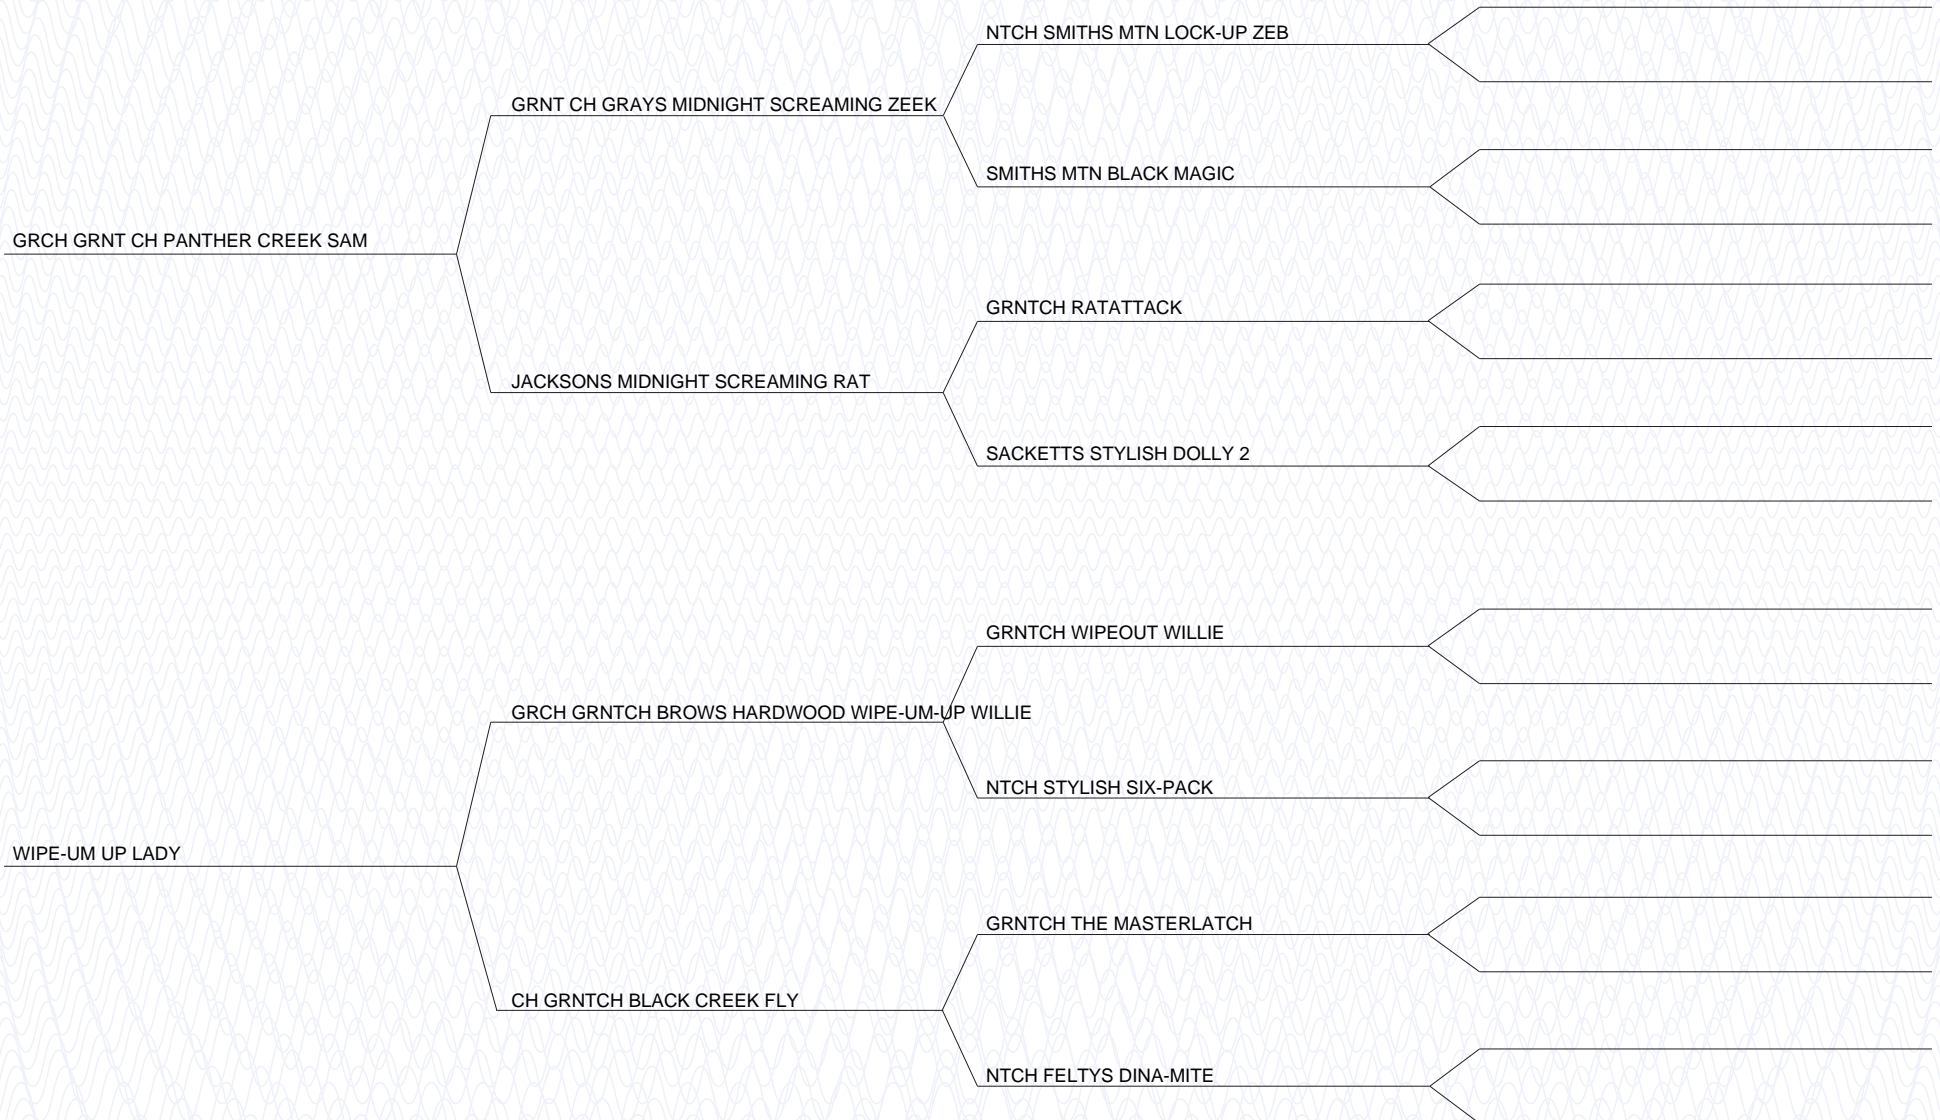 NTCH SMITHS MTN LOCK-UP ZEB
GRNT CH GRAYS MIDNIGHT SCREAMING ZEEK
SMITHS MTN BLACK MAGIC
GRCH GRNT CH PANTHER CREEK SAM
GRNTCH RATATTACK
JACKSONS MIDNIGHT SCREAMING RAT
SACKETTS STYLISH DOLLY 2
GRNTCH WIPEOUT WILLIE
GRCH GRNTCH BROWS HARDWOOD WIPE-UM-UP WILLIE
NTCH STYLISH SIX-PACK
WIPE-UM UP LADY
GRNTCH THE MASTERLATCH
CH GRNTCH BLACK CREEK FLY
NTCH FELTYS DINA-MITE